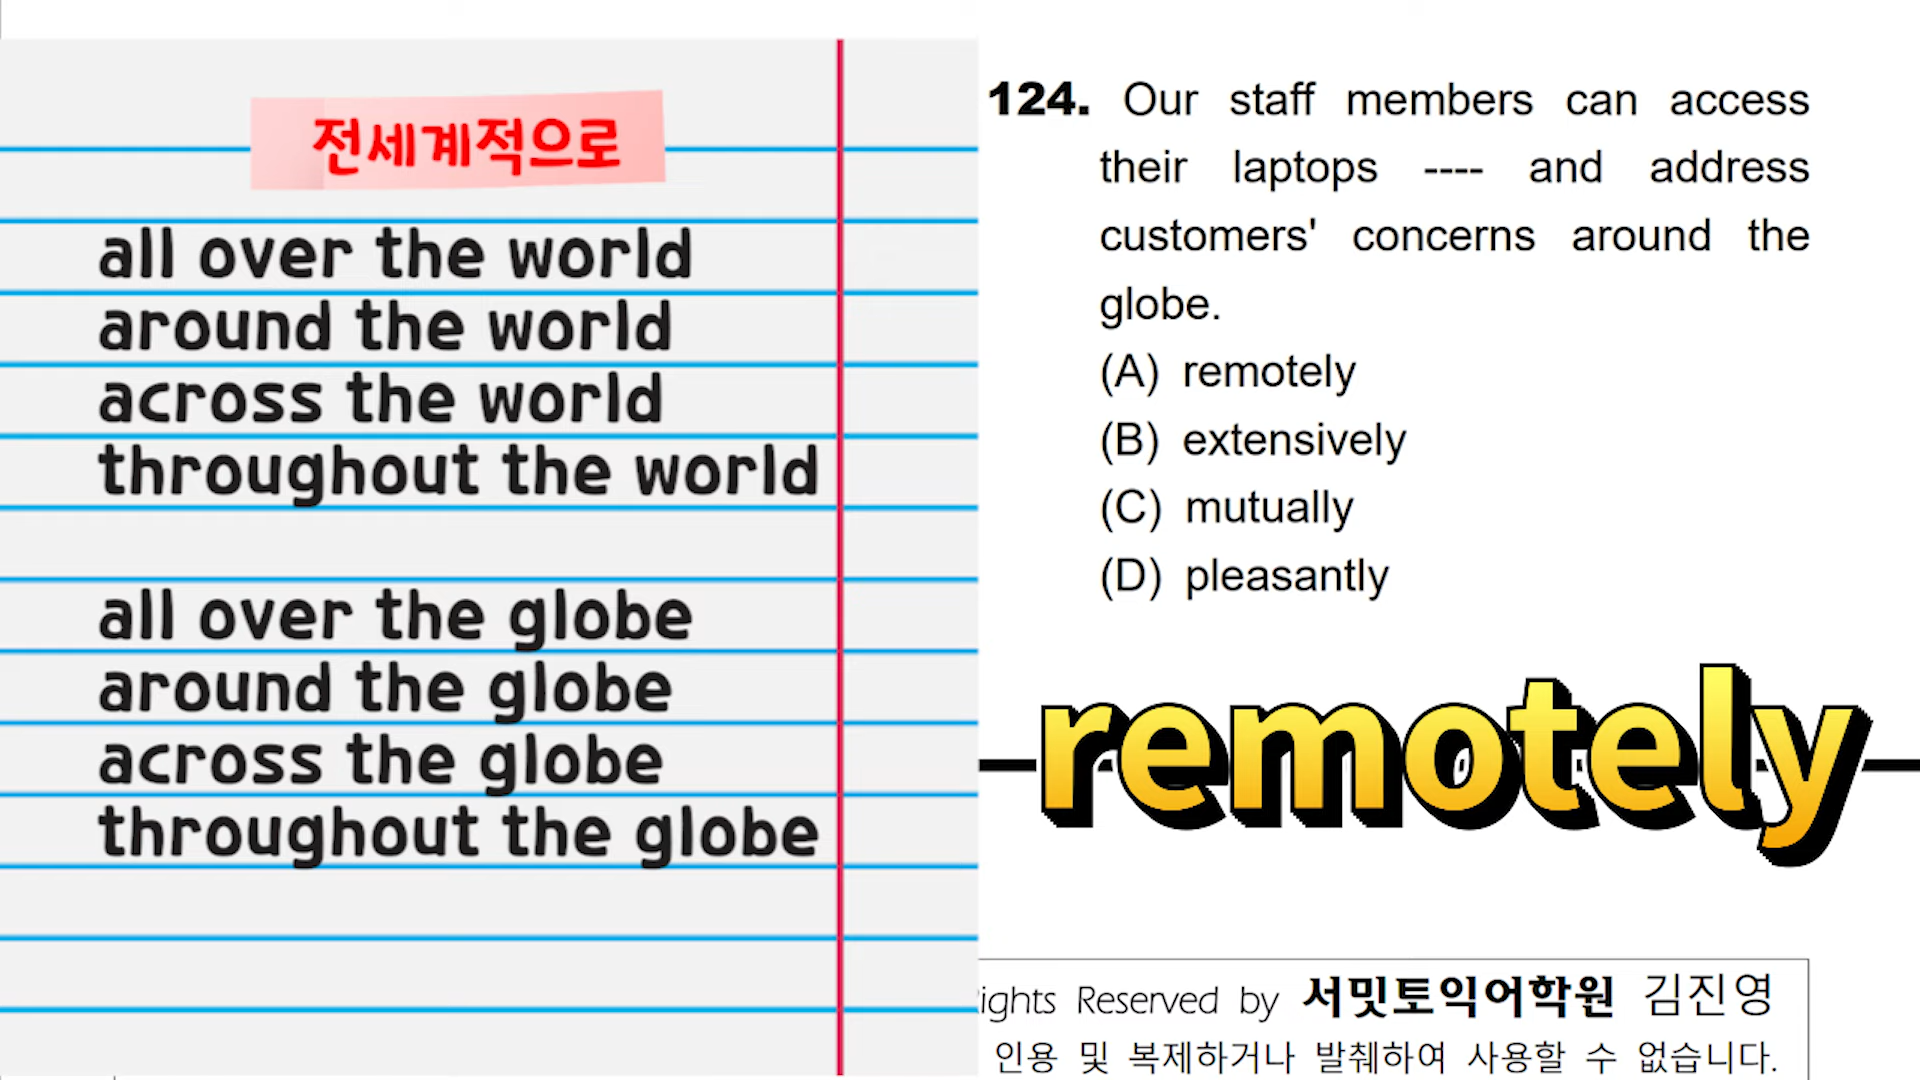 전세계적으로
all over the world
around the world
across the world
throughout the world
all over the globe
around the globe
across the globe
throughout the globe
124. Our staff members can access
their laptops ---- and address
customers' concerns around the
globe.
(A) remotely
(B) extensively
(C) mutually
(D) pleasantly
remotely
ights Reserved by 서밋토익어학원 김진영
인용 및 복제하거나 발췌하여 사용할 수 없습니다.